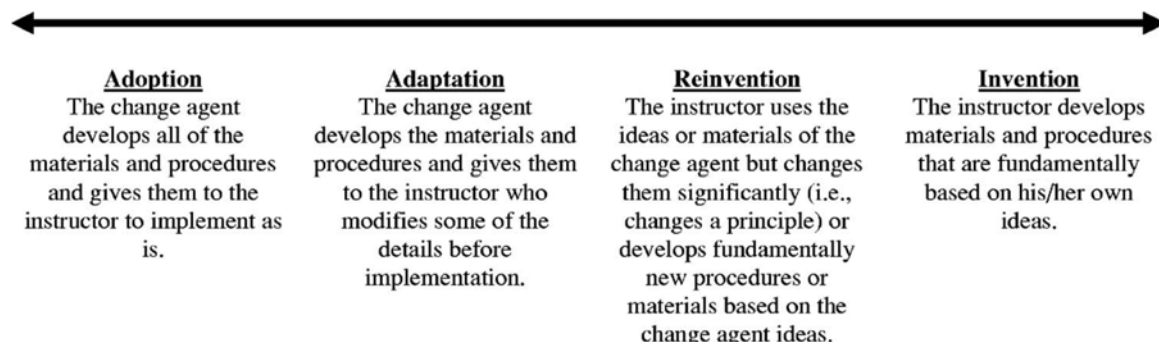 Adoption
The change agent
develops all of the
materials and procedures
and gives them to the
instructor to implement as
is.
Adaptation
The change agent
develops the materials and
procedures and gives them
to the instructor who
modifies some of the
details before
implementation.
Reinvention
The instructor uses the
ideas or materials of the
change agent but changes
them significantly (i.e.,
changes a principle) or
develops fundamentally
new procedures or
materials based on the
change agent ideas.
Invention
The instructor develops
materials and procedures
that are fundamentally
based on his/her own
ideas.